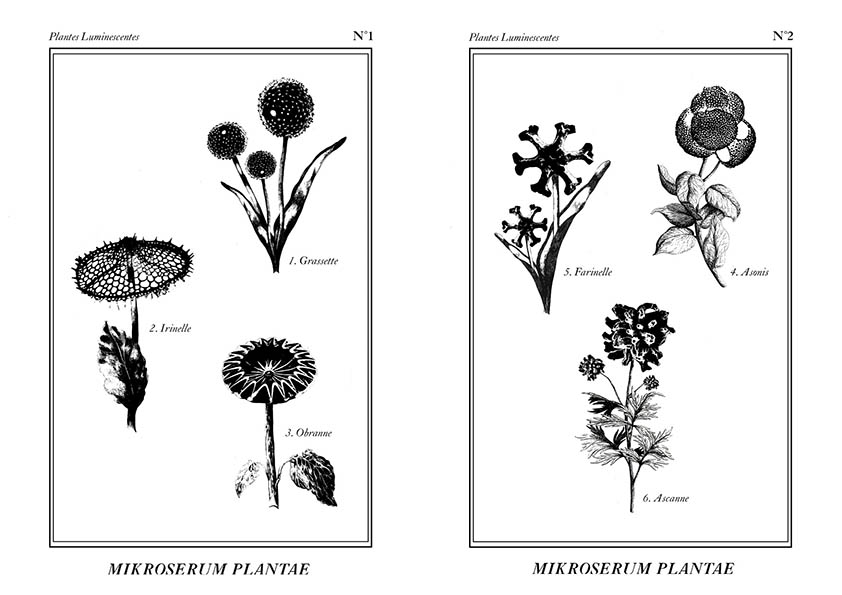 Plantes Luminescentes
N°1
1. Grassette
2. Irinelle
3. Obranne
MIKROSERUM PLANTAE
Plantes Luminescentes
N°2
5. Farinelle
4. Asonis
6. Ascanne
MIKROSERUM PLANTAE